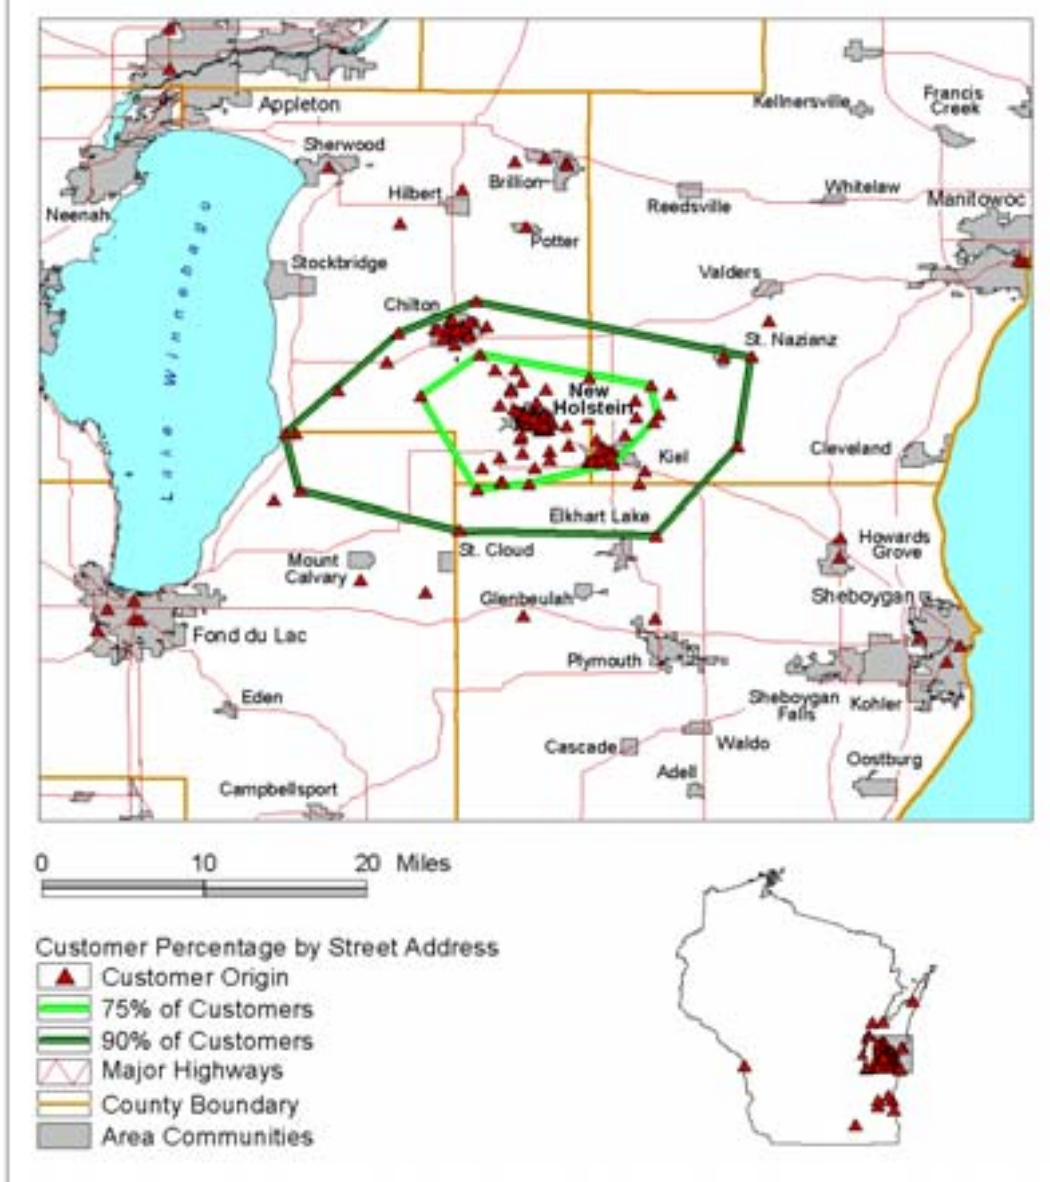 Appleton
Kellnersville
Francis
Creek
Sherwood
Brillion
Hilbert
Whitelaw
Reedsville
Manitowoc
Neenah
Potter
Stockbridge
Valders
Lake Winnebago
Chilton
St. Nazianz
New
Holstein
Cleveland
Kiel
Elkhart Lake
Howards
Grove
St. Cloud
Mount
Calvary
Glenbeulah
Sheboygan
Fond du Lac
Plymouth
Eden
Sheboygan
Falls
Kohler
Cascade
Waldo
Adell
Oostburg
Campbellsport
0 10 20 Miles
Customer Percentage by Street Address
Customer Origin
75% of Customers
90% of Customers
Major Highways
County Boundary
Area Communities